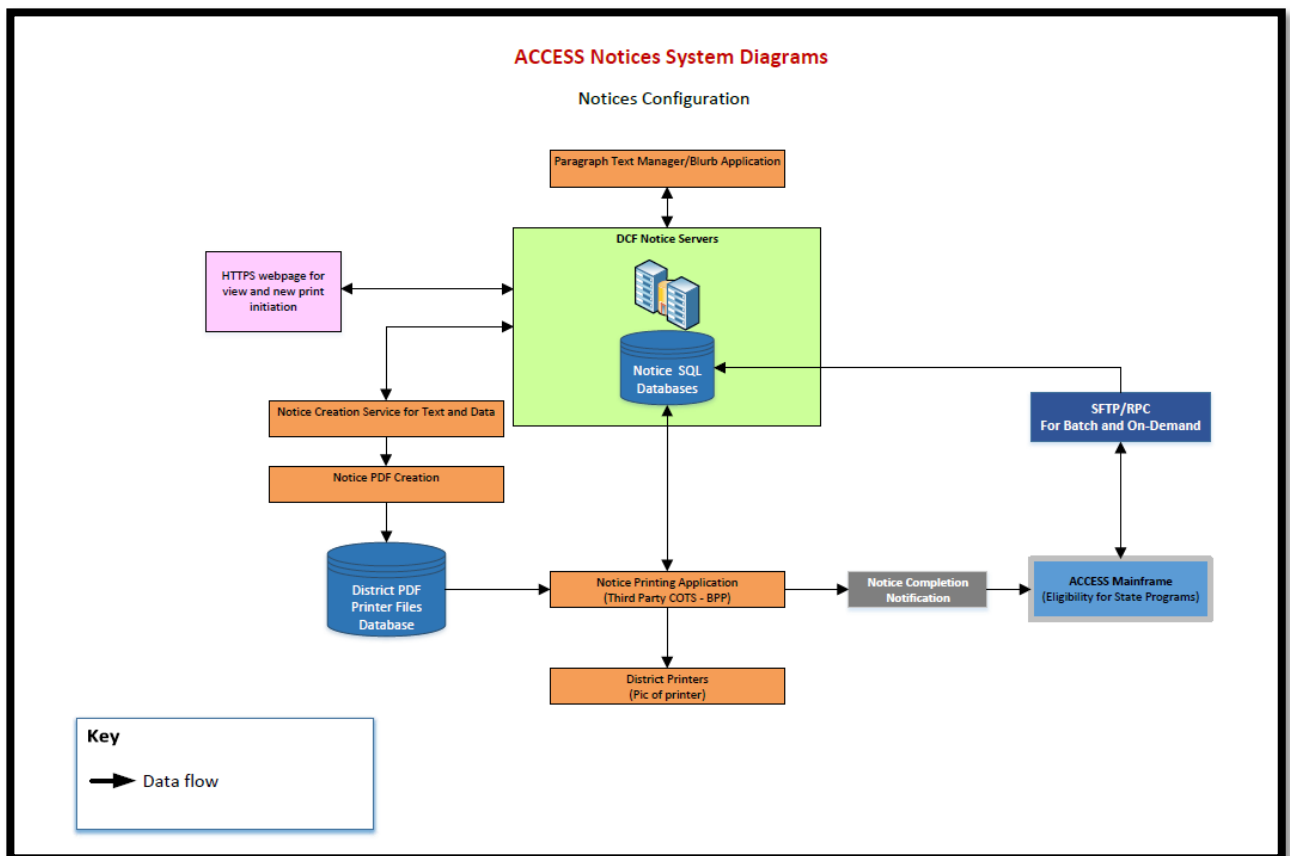 ACCESS Notices System Diagrams
Notices Configuration
Paragraph Text Manager/Blurb Application
DCF Notice Servers
HTTPS webpage for
view and new print
initiation
Notice SQL
Databases
SFTP/RPC
For Batch and On-Demand
Notice Creation Service for Text and Data
Notice PDF Creation
District PDF
Printer Files
Database
Notice Printing Application
(Third Party COTS - BPP)
Notice Completion
Notification
ACCESS Mainframe
(Eligibility for State Programs)
District Printers
(Pic of printer)
Key
Data flow